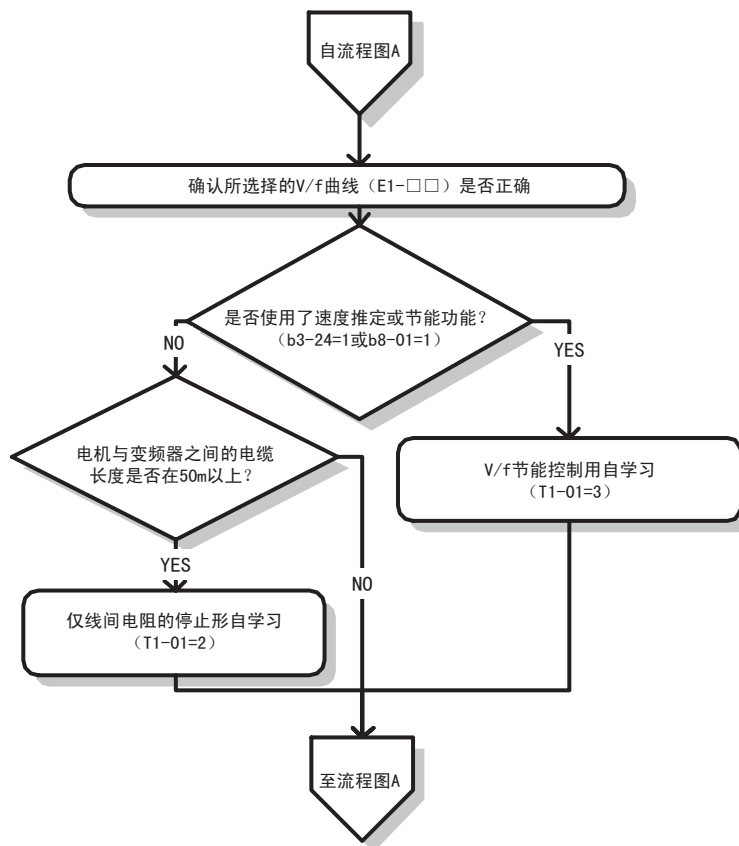 自流程图A
确认所选择的V/f曲线（E1-□□）是否正确
是否使用了速度推定或节能功能？
（b3-24=1或b8-01=1）
NO
YES
电机与变频器之间的电缆
长度是否在50m以上？
V/f节能控制用自学习
（T1-01=3）
YES
NO
仅线间电阻的停止形自学习
（T1-01=2）
至流程图A